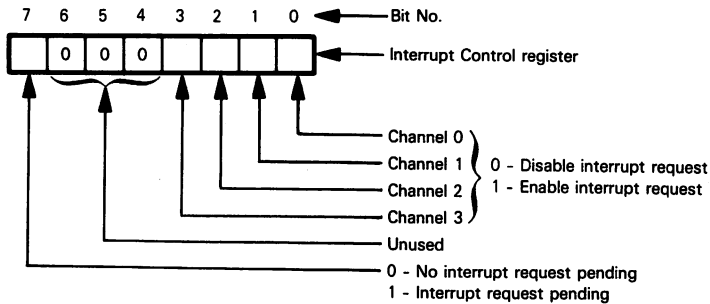 7 6 5 4 3 2 1 0 Bit No.
0 0 0 Interrupt Control register
Channel 0
Channel 1 0 - Disable interrupt request
Channel 2 1 - Enable interrupt request
Channel 3
Unused
0 - No interrupt request pending
1 - Interrupt request pending